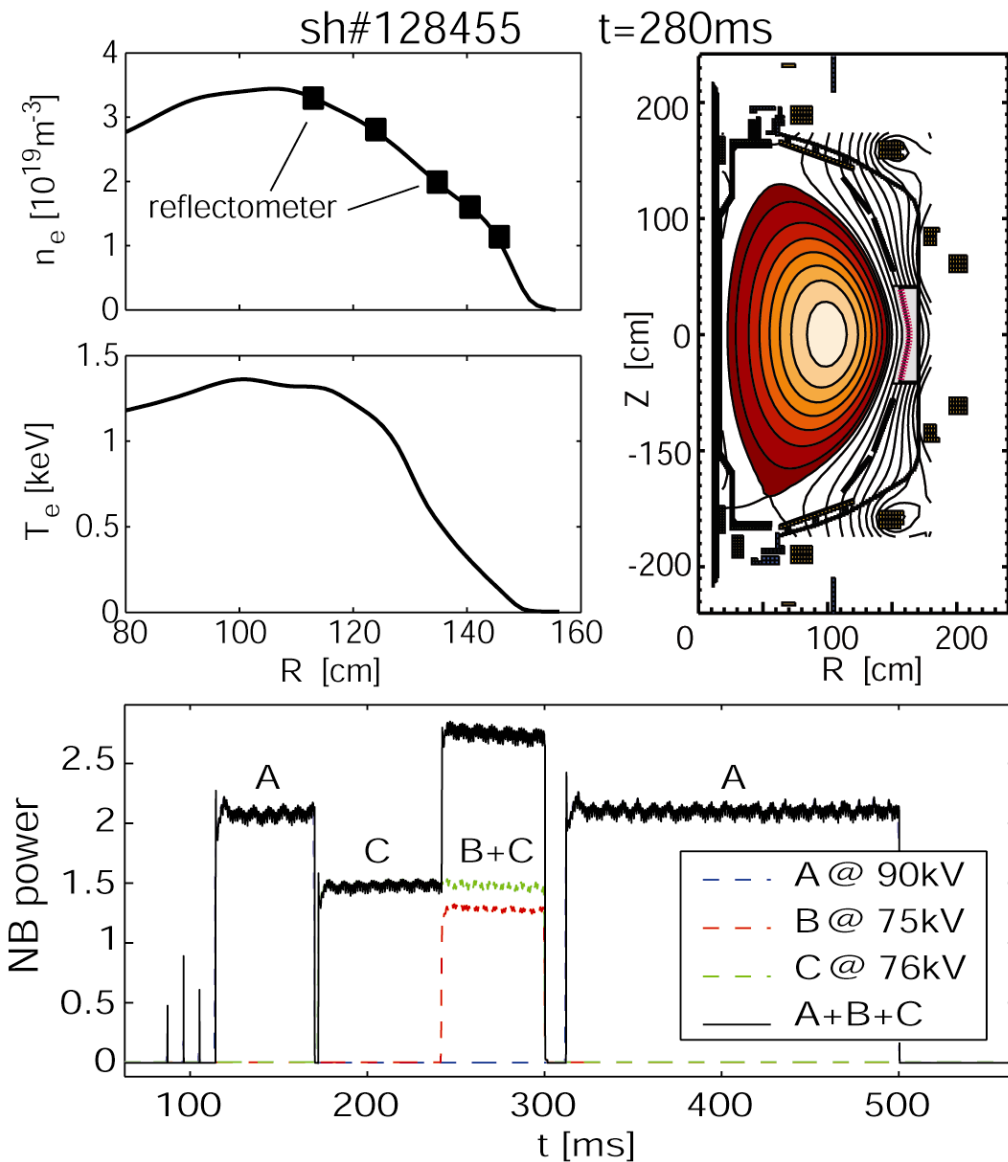 sh#128455 t=280ms
n_e [10^19 m^-3]
4
3
2
1
0
reflectometer
T_e [keV]
1.5
1
0.5
0
80 100 120 140 160
R [cm]
Z [cm]
200
100
0
-150
-200
0 100 200
R [cm]
NB power
2.5
2
1.5
1
0.5
0
A
C
B+C
A
A @ 90kV
B @ 75kV
C @ 76kV
A+B+C
100 200 300 400 500
t [ms]